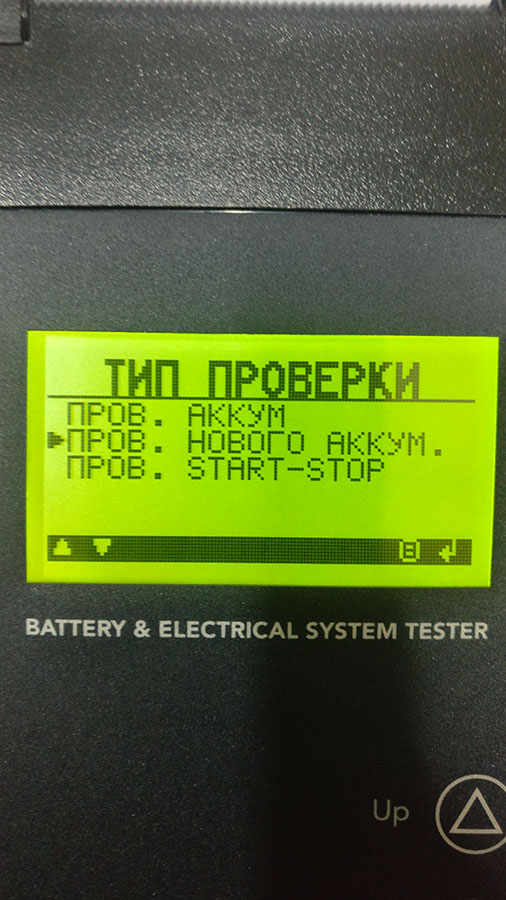 ТИП ПРОВЕРКИ
ПРОВ. АККУМ
ПРОВ. НОВОГО АККУМ.
ПРОВ. START-STOP
BATTERY & ELECTRICAL SYSTEM TESTER
Up